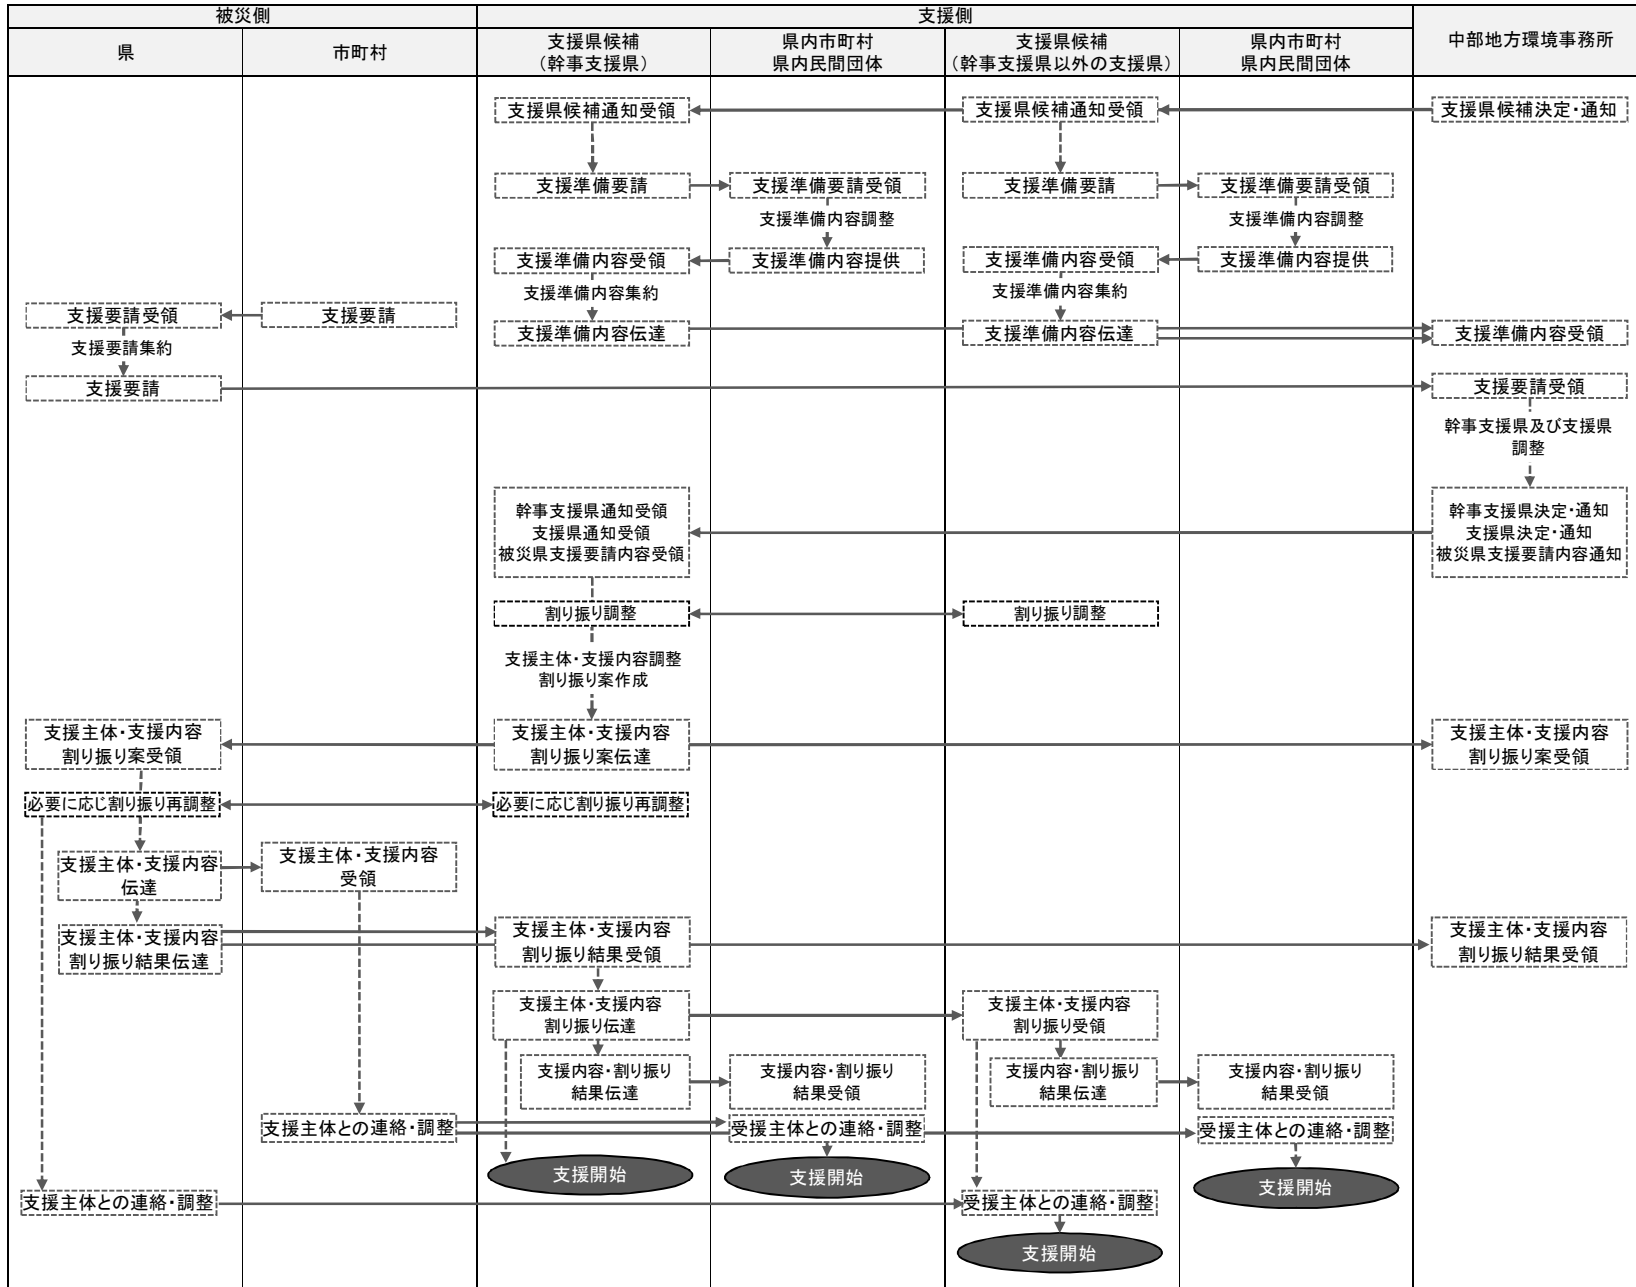 被災側
支援側
中部地方環境事務所
県
市町村
支援県候補
（幹事支援県）
県内市町村
県内民間団体
支援県候補
（幹事支援県以外の支援県）
県内市町村
県内民間団体
支援県候補通知受領
支援県候補通知受領
支援県候補決定・通知
支援準備要請
支援準備要請受領
支援準備要請
支援準備要請受領
支援準備内容調整
支援準備内容調整
支援準備内容受領
支援準備内容提供
支援準備内容受領
支援準備内容提供
支援準備内容集約
支援準備内容集約
支援要請受領
支援要請
支援準備内容伝達
支援準備内容伝達
支援準備内容受領
支援要請集約
支援要請
支援要請受領
幹事支援県及び支援県
調整
幹事支援県通知受領
支援県通知受領
被災県支援要請内容受領
幹事支援県決定・通知
支援県決定・通知
被災県支援要請内容通知
割り振り調整
割り振り調整
支援主体・支援内容調整
割り振り案作成
支援主体・支援内容
割り振り案受領
支援主体・支援内容
割り振り案伝達
支援主体・支援内容
割り振り案受領
必要に応じ割り振り再調整
必要に応じ割り振り再調整
支援主体・支援内容
伝達
支援主体・支援内容
受領
支援主体・支援内容
割り振り結果伝達
支援主体・支援内容
割り振り結果受領
支援主体・支援内容
割り振り結果受領
支援主体・支援内容
割り振り伝達
支援主体・支援内容
割り振り受領
支援内容・割り振り
結果伝達
支援内容・割り振り
結果受領
支援内容・割り振り
結果伝達
支援内容・割り振り
結果受領
支援主体との連絡・調整
受援主体との連絡・調整
受援主体との連絡・調整
支援開始
支援開始
支援開始
支援主体との連絡・調整
受援主体との連絡・調整
支援開始